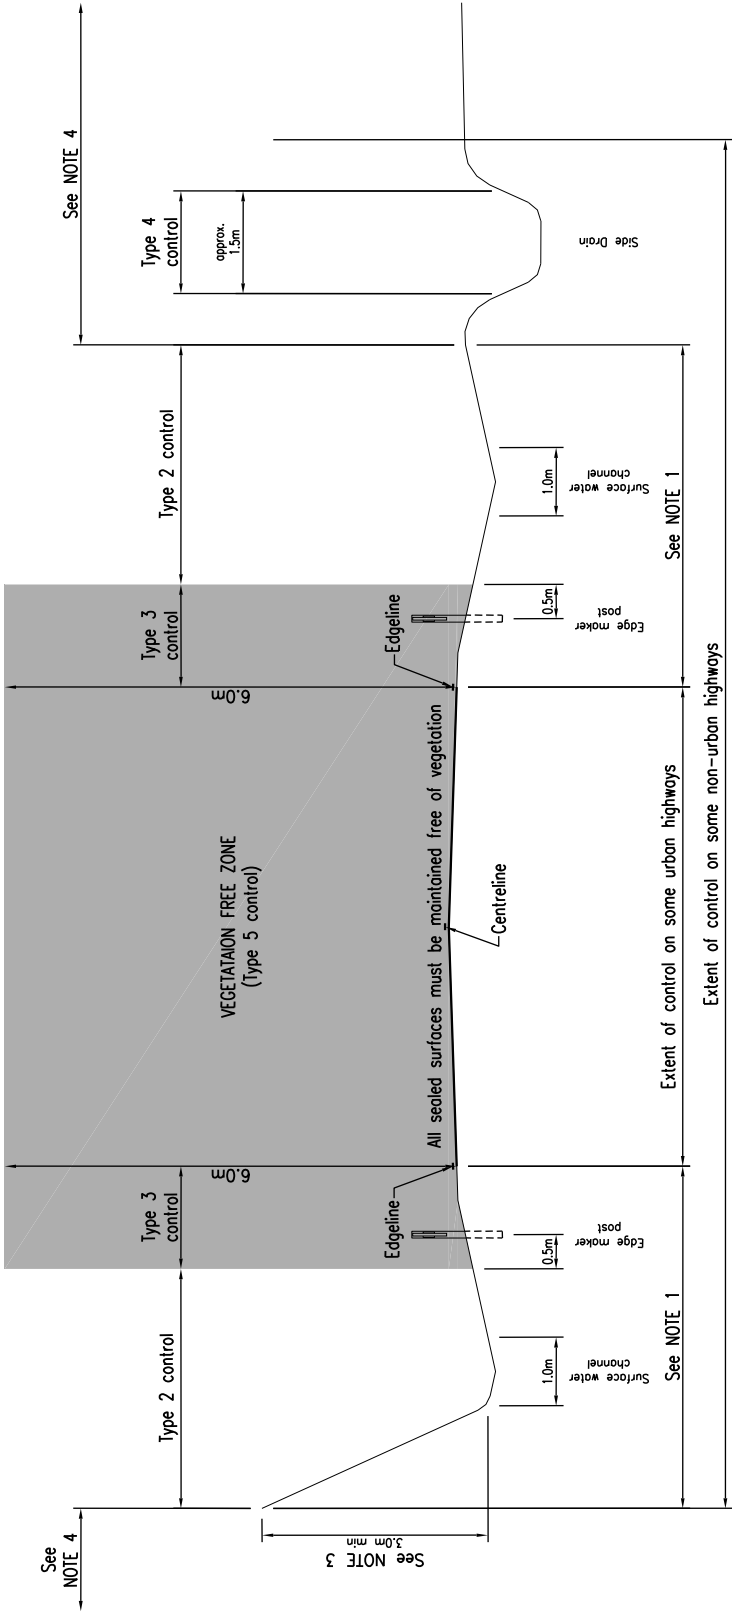 See
NOTE 4
See NOTE 4
Type 2 control
Type 3
control
Type 3
control
Type 2 control
Type 4
control
approx.
1.5m
VEGETATAION FREE ZONE
(Type 5 control)
6.0m
6.0m
See NOTE 3
3.0m min
All sealed surfaces must be maintained free of vegetation
Edgeline
Edgeline
Centreline
1.0m
Surface water
channel
0.5m
Edge maker
post
0.5m
Edge maker
post
1.0m
Surface water
channel
Side Drain
See NOTE 1
Extent of control on some urban highways
See NOTE 1
Extent of control on some non-urban highways